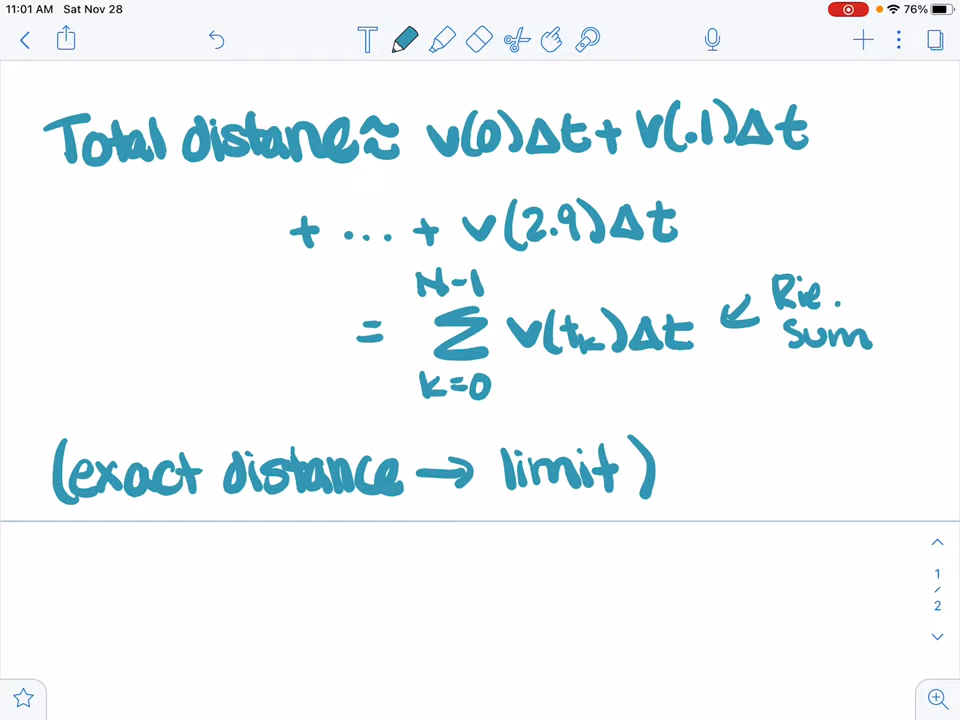 11:01 AM Sat Nov 28
76%
T
Total distane ≈ v(0)Δt + v(.1)Δt
+ ... + v(2.9)Δt
N-1
= Σ v(tₖ)Δt ↙ Rie.
sum
k=0
(exact distance → limit)
1
/
2